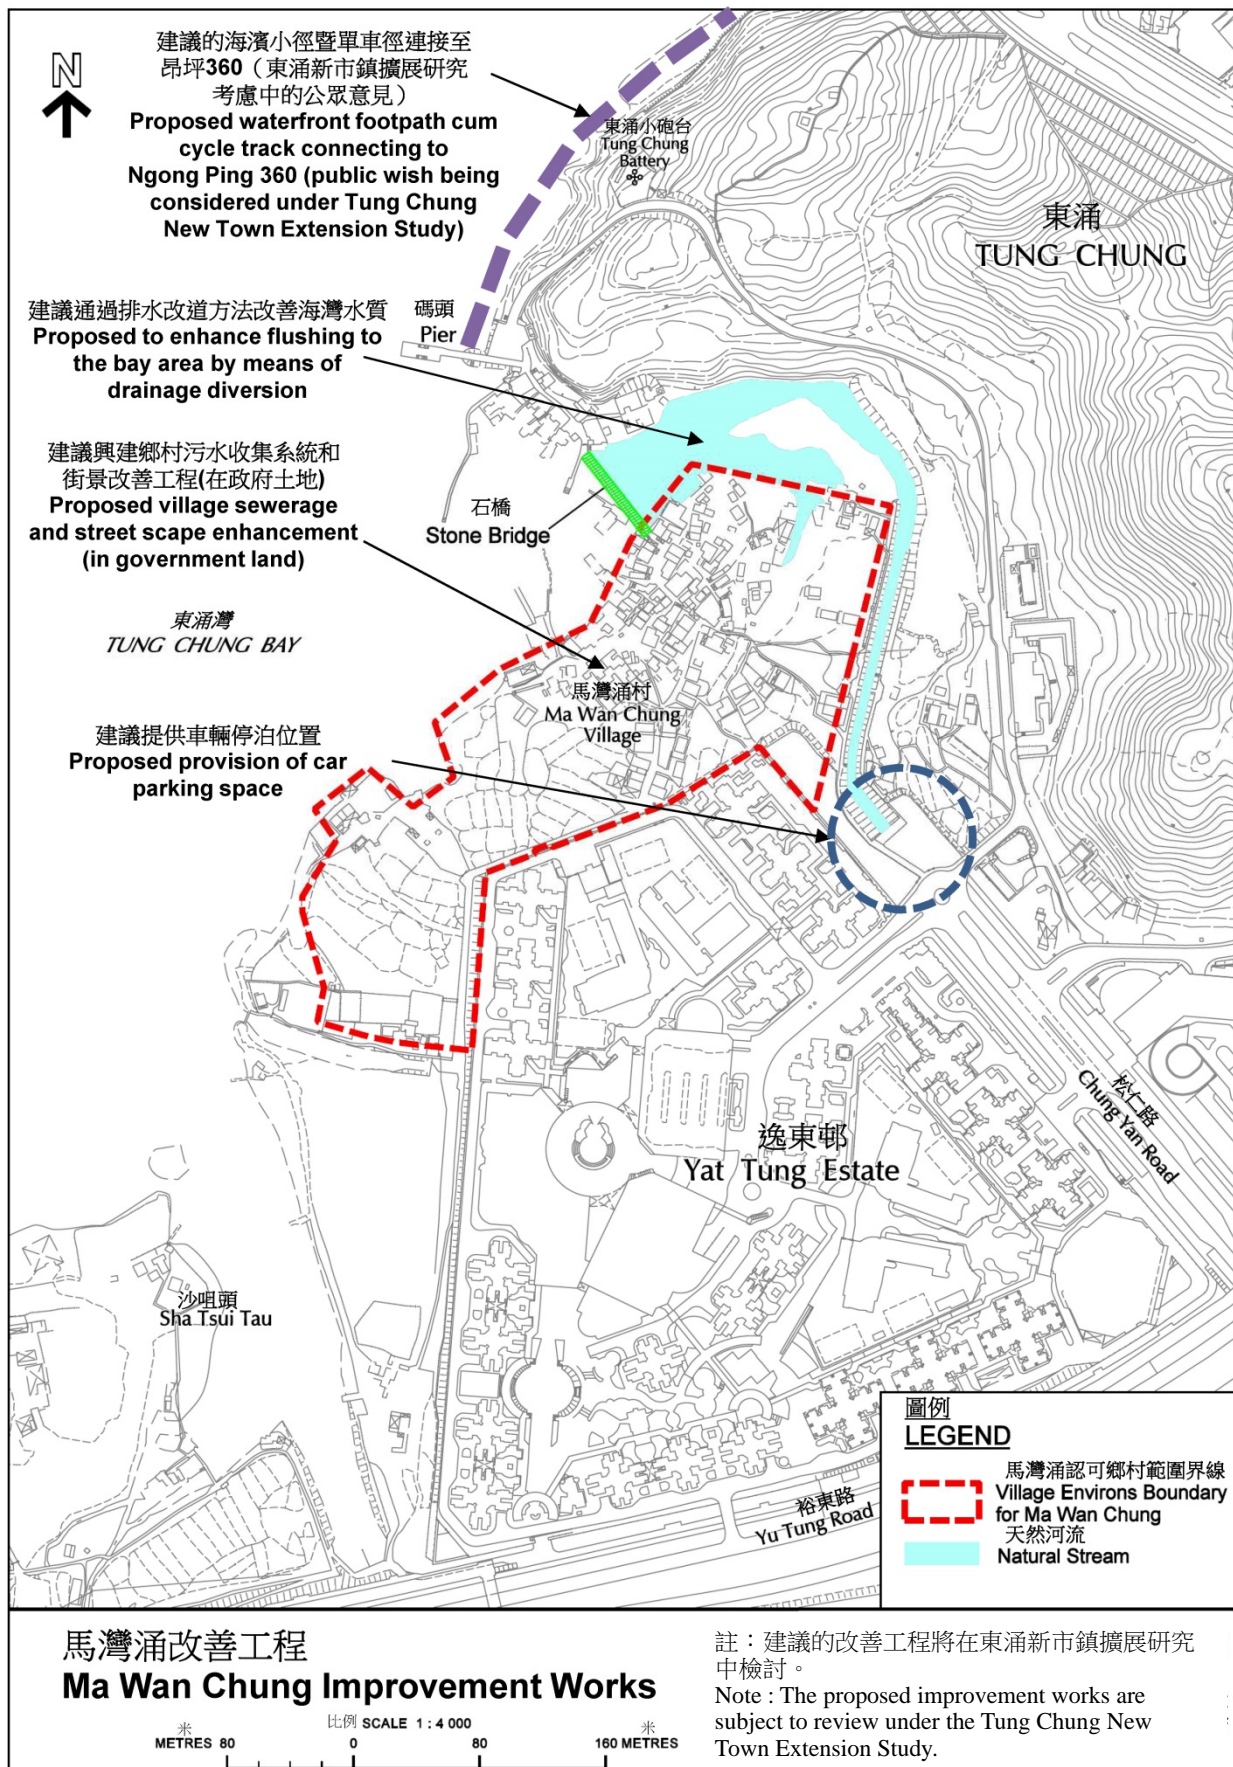 N
建議的海濱小徑暨單車徑連接至
昂坪360（東涌新市鎮擴展研究
考慮中的公眾意見）
Proposed waterfront footpath cum
cycle track connecting to
Ngong Ping 360 (public wish being
considered under Tung Chung
New Town Extension Study)
東涌小砲台
Tung Chung
Battery
東涌
TUNG CHUNG
建議通過排水改道方法改善海灣水質
Proposed to enhance flushing to
the bay area by means of
drainage diversion
碼頭
Pier
建議興建鄉村污水收集系統和
街景改善工程(在政府土地)
Proposed village sewerage
and street scape enhancement
(in government land)
石橋
Stone Bridge
東涌灣
TUNG CHUNG BAY
馬灣涌村
Ma Wan Chung
Village
建議提供車輛停泊位置
Proposed provision of car
parking space
松仁路
Chung Yan Road
逸東邨
Yat Tung Estate
沙咀頭
Sha Tsui Tau
裕東路
Yu Tung Road
圖例
LEGEND
馬灣涌認可鄉村範圍界線
Village Environs Boundary
for Ma Wan Chung
天然河流
Natural Stream
馬灣涌改善工程
Ma Wan Chung Improvement Works
比例 SCALE 1 : 4 000
米 米
METRES 80 0 80 160 METRES
註：建議的改善工程將在東涌新市鎮擴展研究
中檢討。
Note : The proposed improvement works are
subject to review under the Tung Chung New
Town Extension Study.